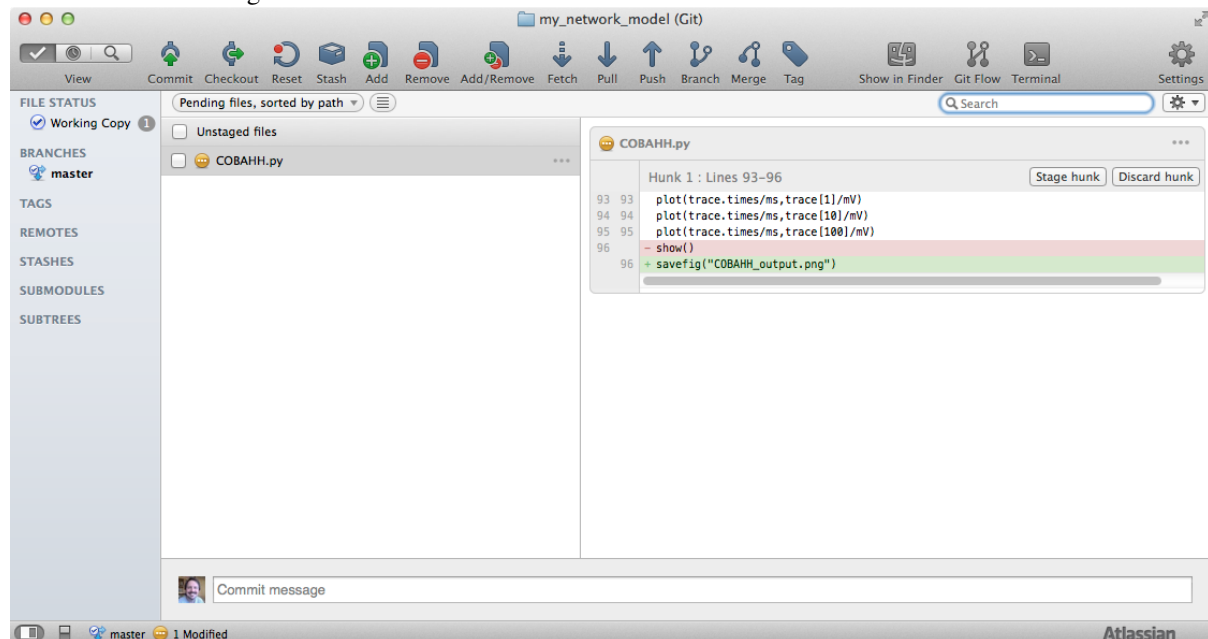 my_network_model (Git)
View Commit Checkout Reset Stash Add Remove Add/Remove Fetch Pull Push Branch Merge Tag Show in Finder Git Flow Terminal Settings
FILE STATUS
Working Copy 1
BRANCHES
master
TAGS
REMOTES
STASHES
SUBMODULES
SUBTREES
Pending files, sorted by path
Search
Unstaged files
COBAHH.py
COBAHH.py
Hunk 1 : Lines 93-96 Stage hunk Discard hunk
93 93 plot(trace.times/ms,trace[1]/mV)
94 94 plot(trace.times/ms,trace[10]/mV)
95 95 plot(trace.times/ms,trace[100]/mV)
96 - show()
96 + savefig("COBAHH_output.png")
Commit message
master 1 Modified
Atlassian